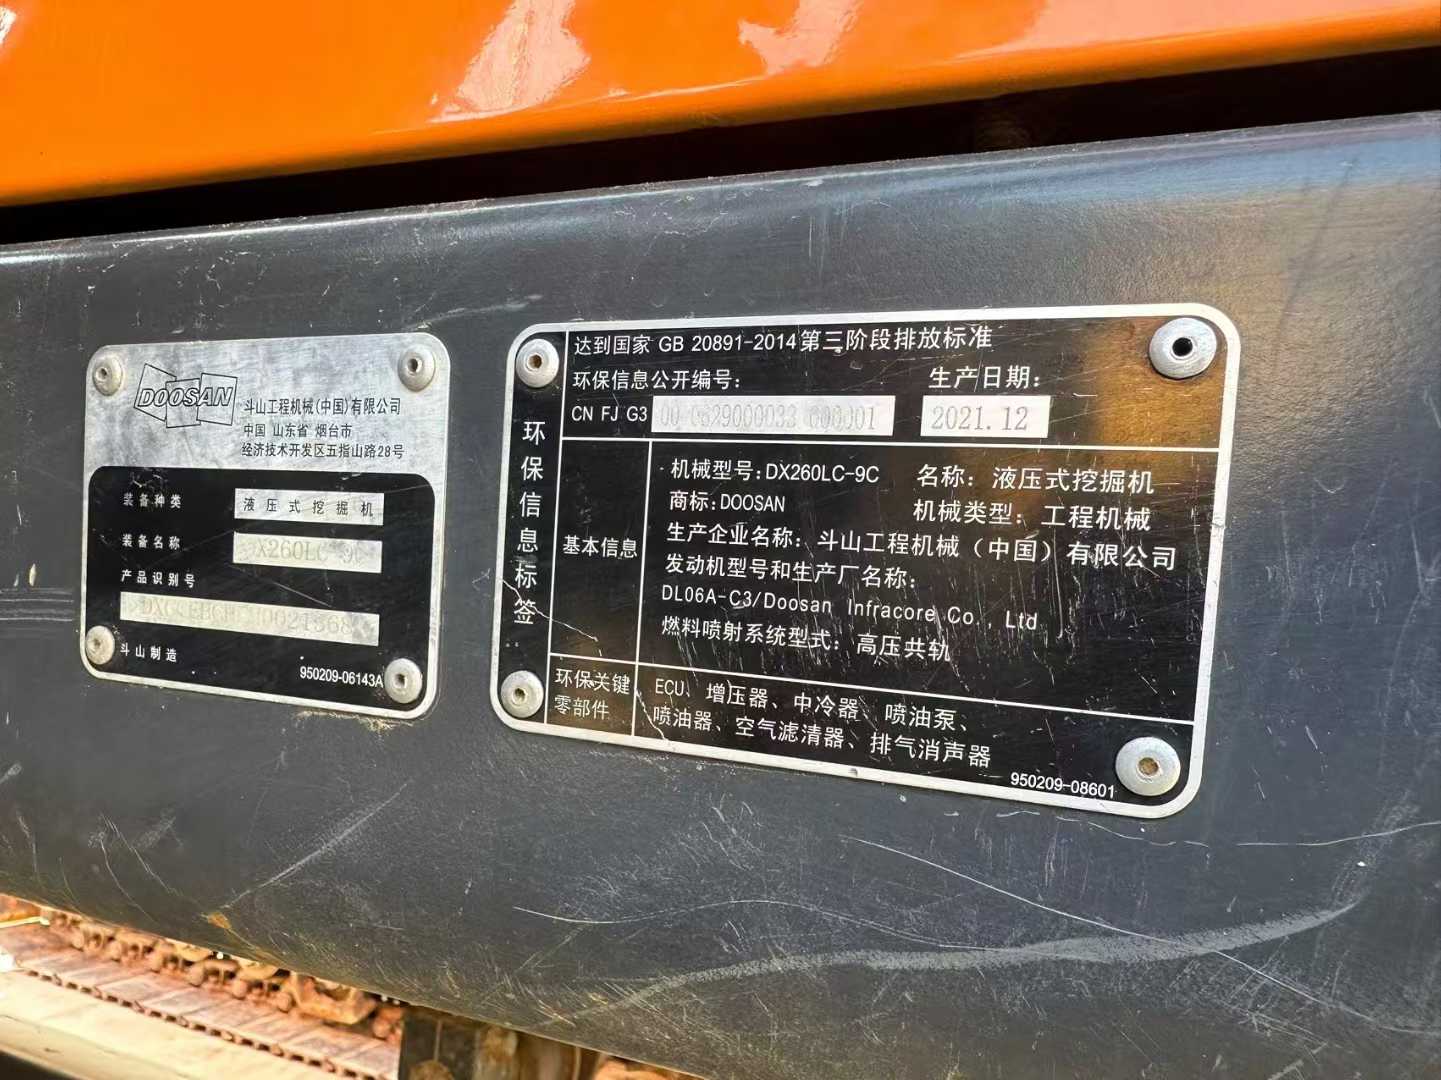 DOOSAN
斗山工程机械(中国)有限公司
中国 山东省 烟台市
经济技术开发区五指山路28号
装备种类 液压式挖掘机
装备名称 DX260LC-9C
产品识别号
斗山制造
950209-06143A
环保信息标签
达到国家 GB 20891-2014第三阶段排放标准
环保信息公开编号: 生产日期:
CN FJ G3 2021.12
基本信息
机械型号:DX260LC-9C 名称: 液压式挖掘机
商标:DOOSAN 机械类型: 工程机械
生产企业名称: 斗山工程机械 (中国) 有限公司
发动机型号和生产厂名称:
DL06A-C3/Doosan Infracore Co., Ltd
燃料喷射系统型式: 高压共轨
环保关键
零部件
ECU、增压器、中冷器、喷油泵、
喷油器、空气滤清器、排气消声器
950209-08601